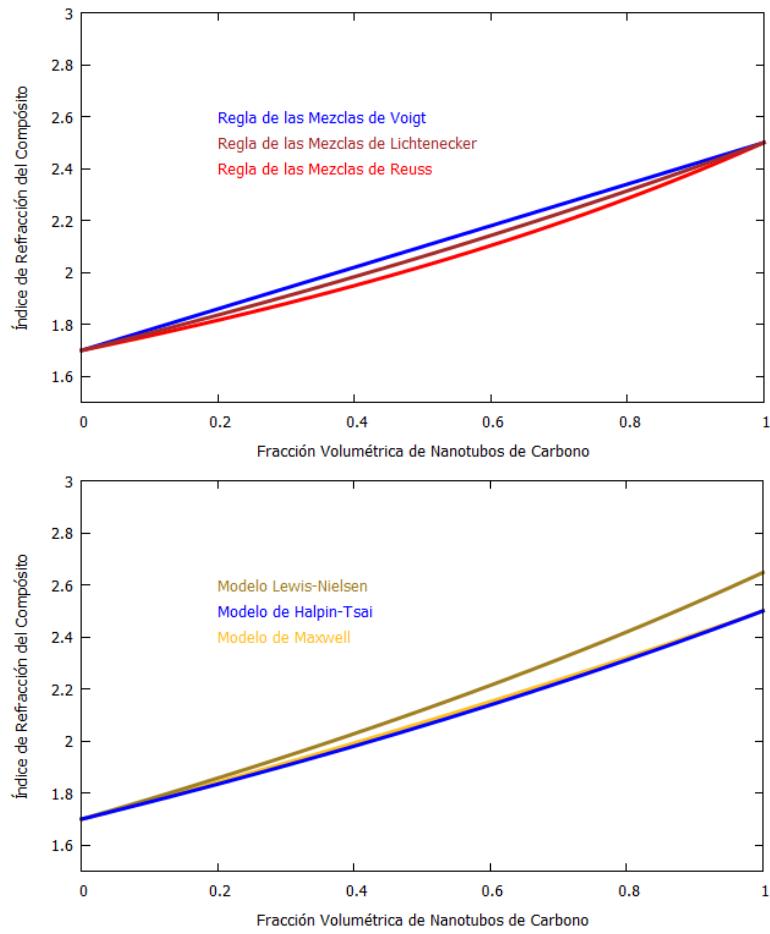 3
2.8
2.6
2.4
2.2
2
1.8
1.6
Índice de Refracción del Compósito
Regla de las Mezclas de Voigt
Regla de las Mezclas de Lichtenecker
Regla de las Mezclas de Reuss
0 0.2 0.4 0.6 0.8 1
Fracción Volumétrica de Nanotubos de Carbono
3
2.8
2.6
2.4
2.2
2
1.8
1.6
Índice de Refracción del Compósito
Modelo Lewis-Nielsen
Modelo de Halpin-Tsai
Modelo de Maxwell
0 0.2 0.4 0.6 0.8 1
Fracción Volumétrica de Nanotubos de Carbono